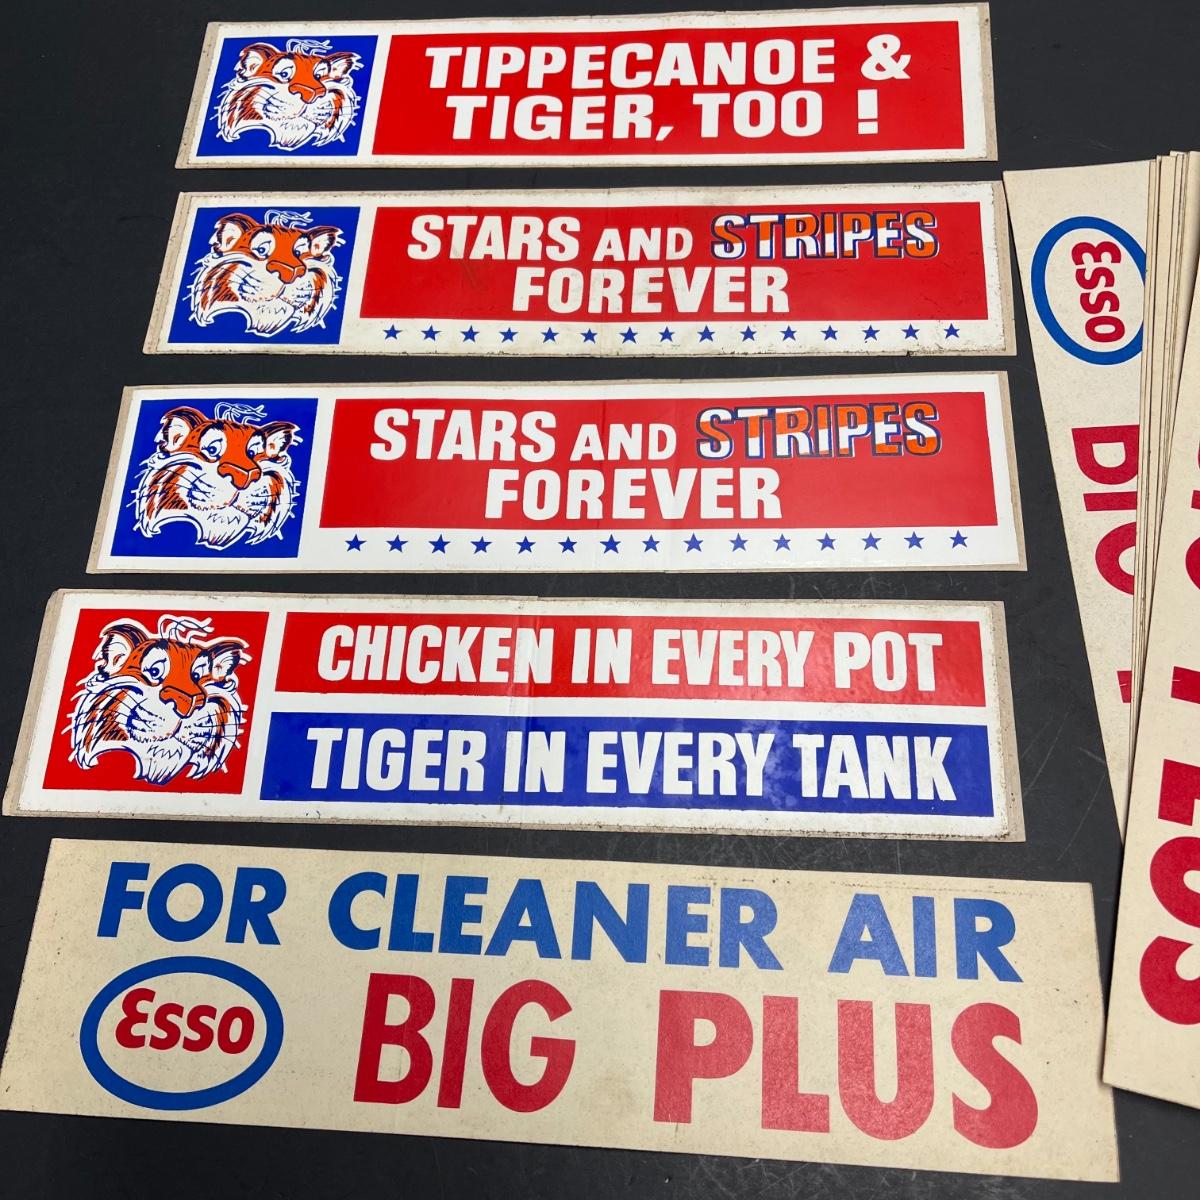 TIPPECANOE &
TIGER, TOO !
STARS AND STRIPES
FOREVER
STARS AND STRIPES
FOREVER
CHICKEN IN EVERY POT
TIGER IN EVERY TANK
FOR CLEANER AIR
Esso
BIG PLUS
Esso